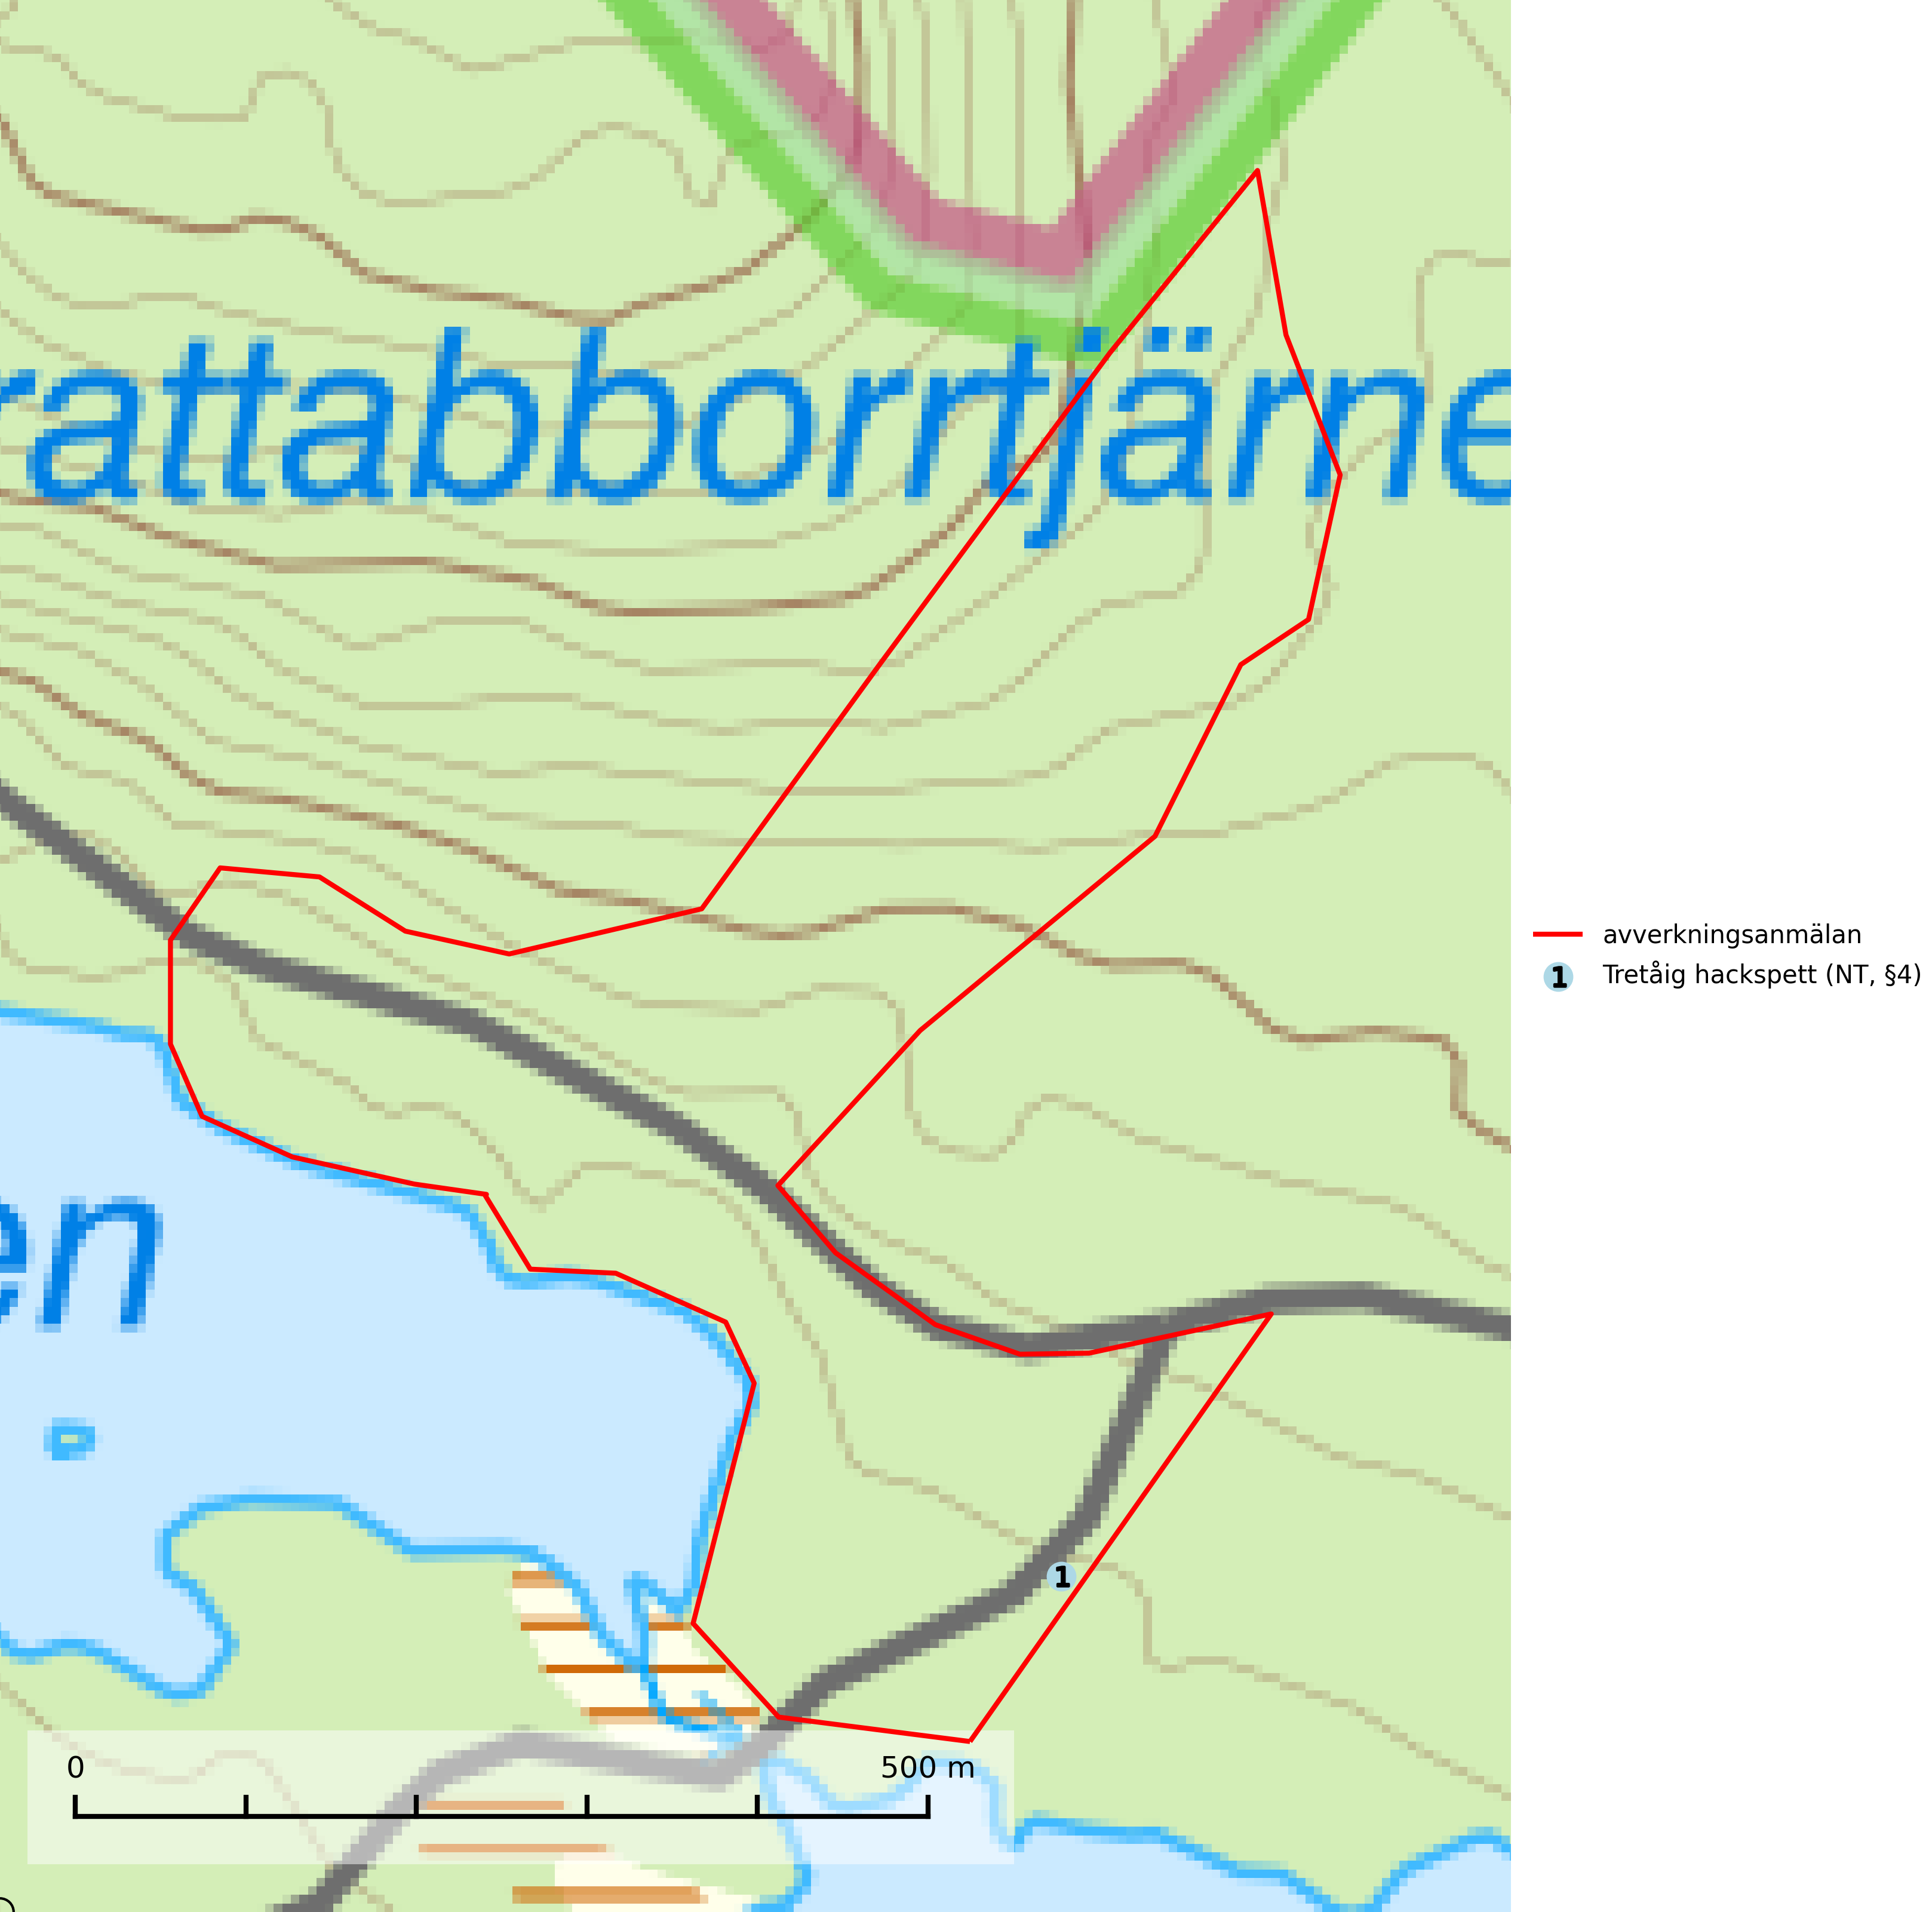 rattabborrtjärne
en
avverkningsanmälan
1 Tretåig hackspett (NT, §4)
1
0 500 m